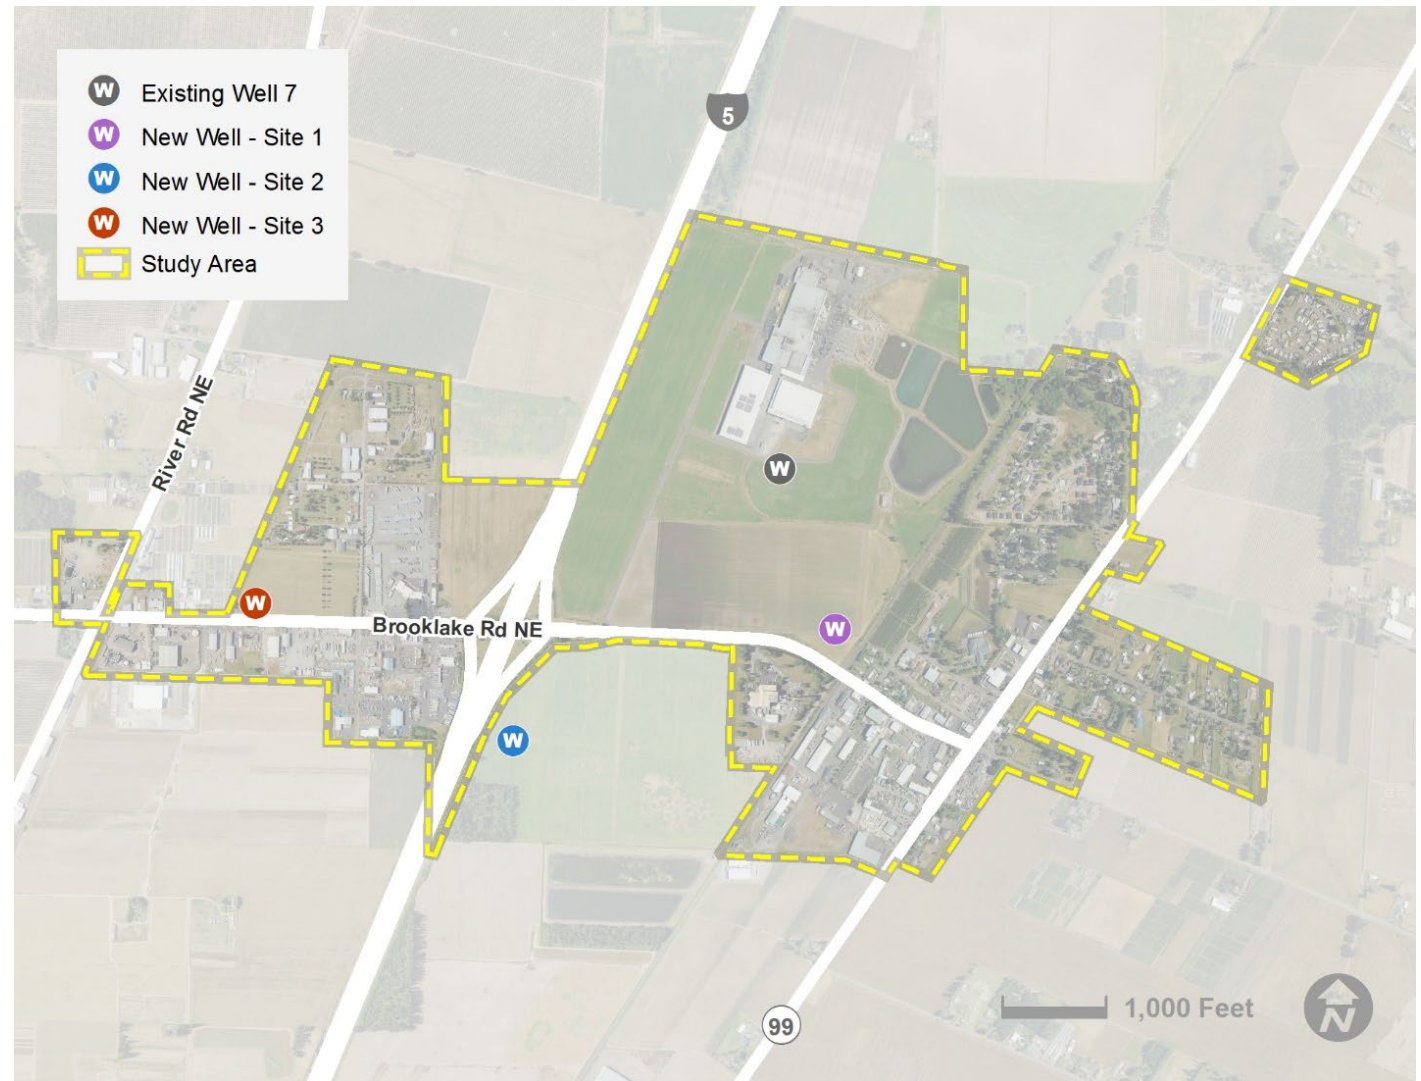 W Existing Well 7
W New Well - Site 1
W New Well - Site 2
W New Well - Site 3
Study Area
5
River Rd NE
W
W
W
Brooklake Rd NE
W
1,000 Feet
N
99